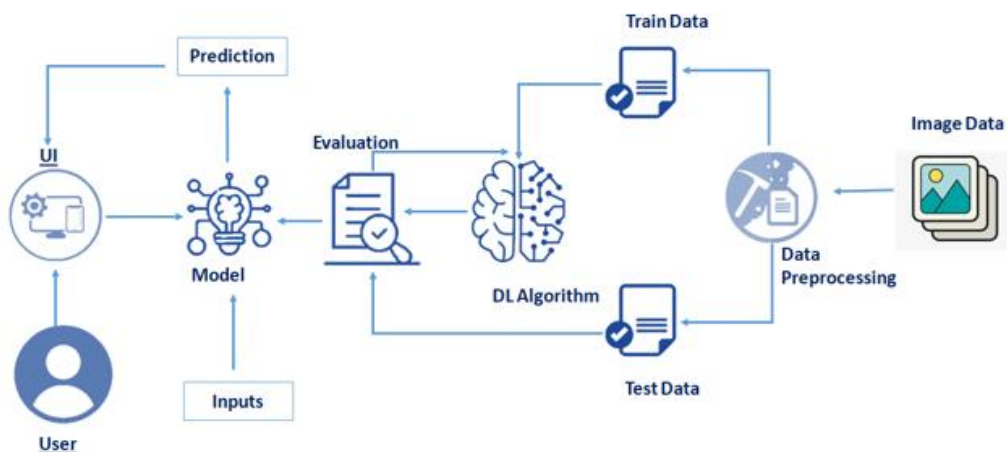 Train Data
Prediction
Image Data
Evaluation
UI
Data
Preprocessing
Model
DL Algorithm
Test Data
Inputs
User